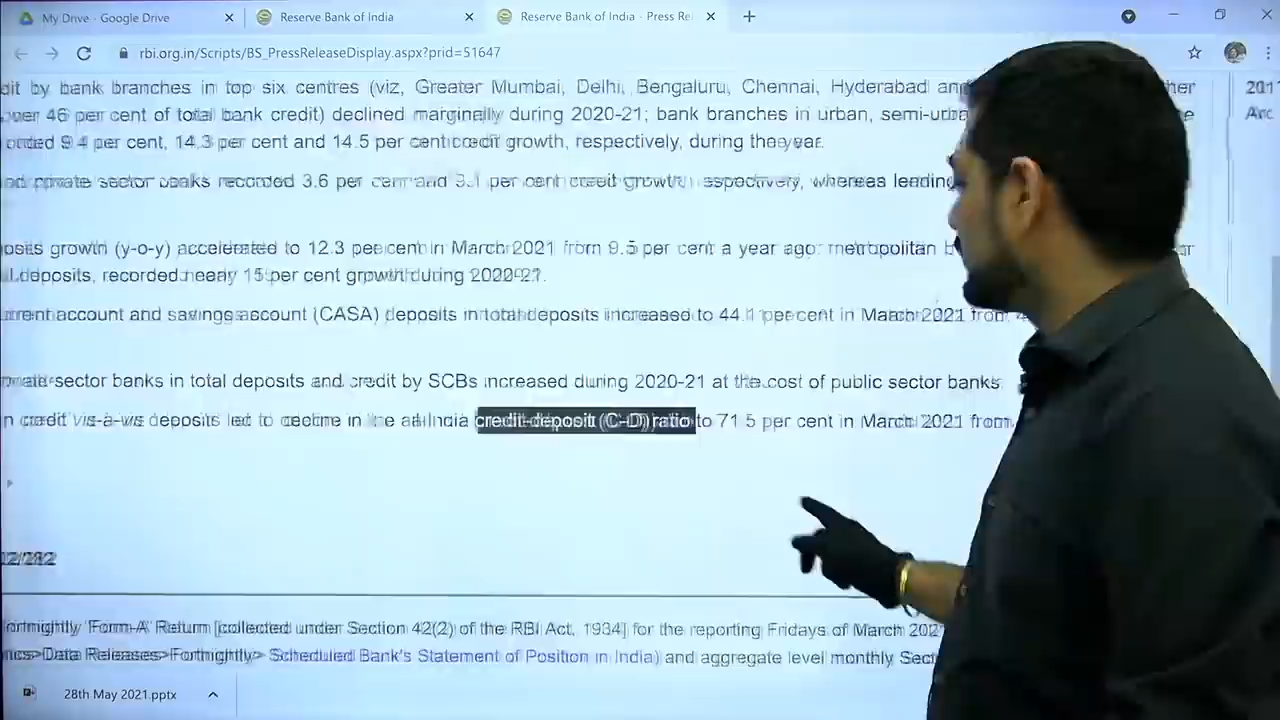 My Drive - Google Drive
Reserve Bank of India
Reserve Bank of India - Press Re
rbi.org.in/Scripts/BS_PressReleaseDisplay.aspx?prid=51647
dit by bank branches in top six centres (viz, Greater Mumbai, Delhi, Bengaluru, Chennai, Hyderabad and her
over 46 per cent of total bank credit) declined marginally during 2020-21; bank branches in urban, semi-urba e
orded 9.4 per cent, 14.3 per cent and 14.5 per cent credit growth, respectively, during the year.
nd private sector banks recorded 3.6 per cent and per cent credit growth, respectively, whereas leading
osits growth (y-o-y) accelerated to 12.3 per cent in March 2021 from 9.5 per cent a year ago: metropolitan b or
l deposits, recorded nearly 15 per cent growth during 2020-21.
urrent account and savings account (CASA) deposits in total deposits increased to 44.1 per cent in March 2021 from 4
private sector banks in total deposits and credit by SCBs increased during 2020-21 at the cost of public sector banks
n credit vis-à-vis deposits led to decline in the all-India credit-deposit (C-D) ratio to 71.5 per cent in March 2021 from
Fortnightly 'Form-A' Return [collected under Section 42(2) of the RBI Act, 1934] for the reporting Fridays of March 202
ics>Data Releases>Fortnightly> Scheduled Bank's Statement of Position in India) and aggregate level monthly Sect
201
28th May 2021.pptx